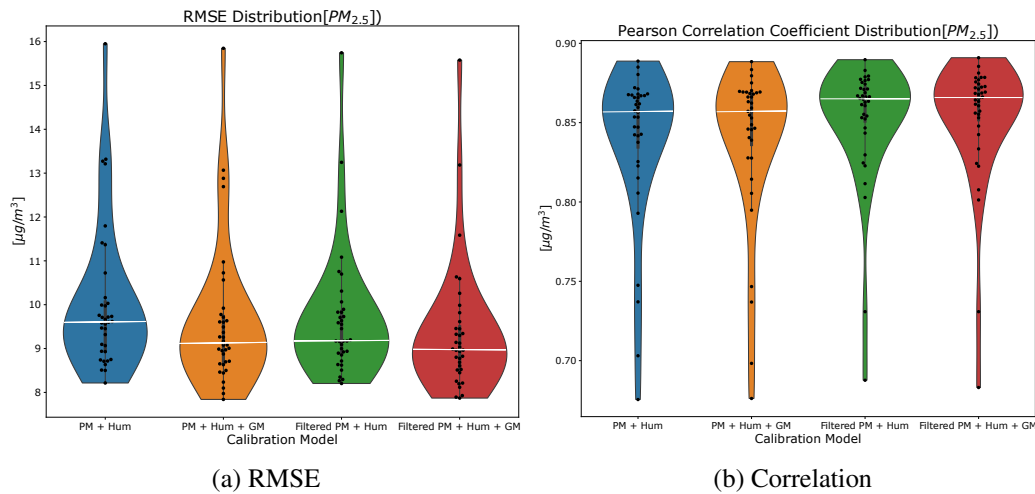 RMSE Distribution[PM2.5])
16
15
14
13
12
11
10
9
8
[μg/m³]
PM + Hum
PM + Hum + GM
Filtered PM + Hum
Filtered PM + Hum + GM
Calibration Model
(a) RMSE
Pearson Correlation Coefficient Distribution[PM2.5])
0.90
0.85
0.80
0.75
0.70
[μg/m³]
PM + Hum
PM + Hum + GM
Filtered PM + Hum
Filtered PM + Hum + GM
Calibration Model
(b) Correlation